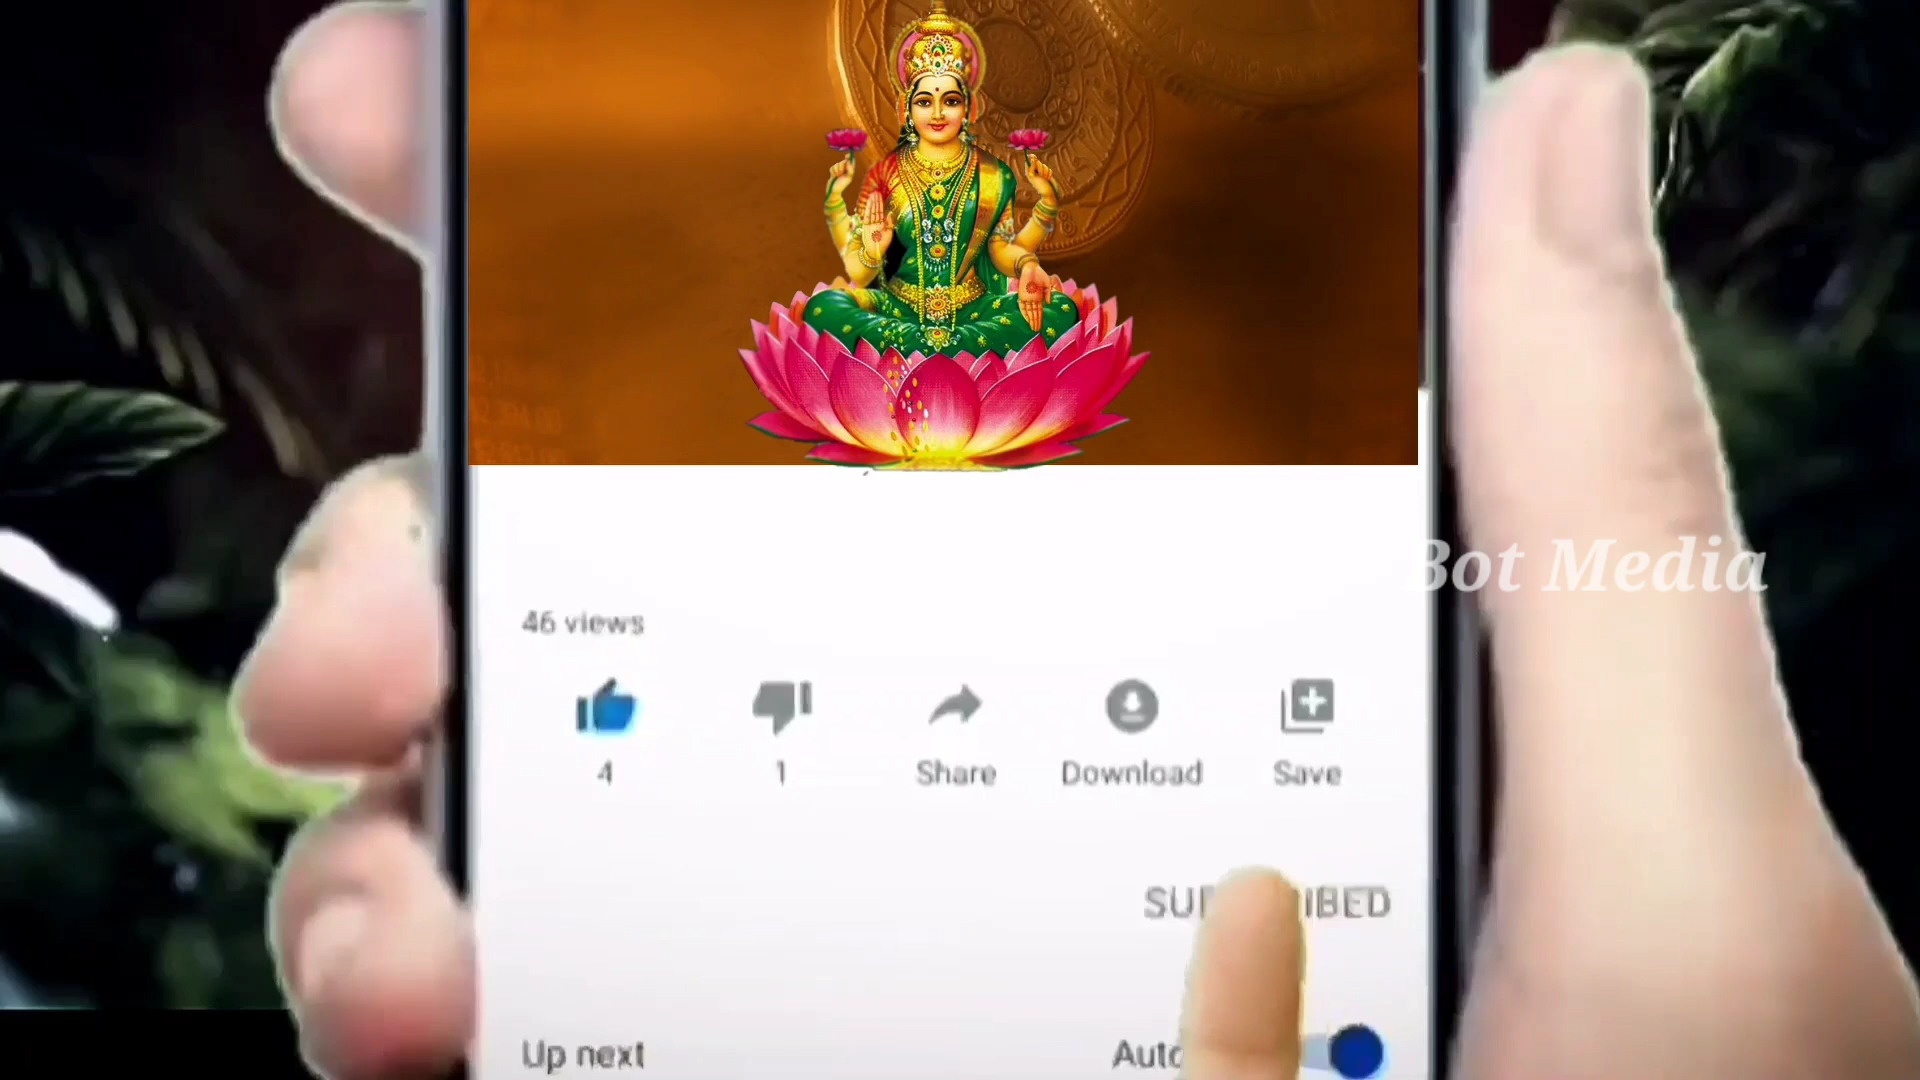 Bot Media
46 views
4
1
Share
Download
Save
Up next